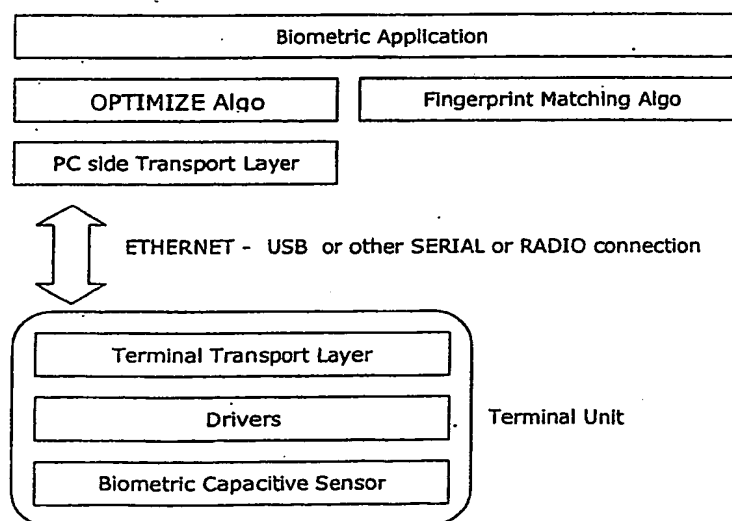 Biometric Application
OPTIMIZE Algo
Fingerprint Matching Algo
PC side Transport Layer
ETHERNET - USB or other SERIAL or RADIO connection
Terminal Transport Layer
Drivers
Terminal Unit
Biometric Capacitive Sensor